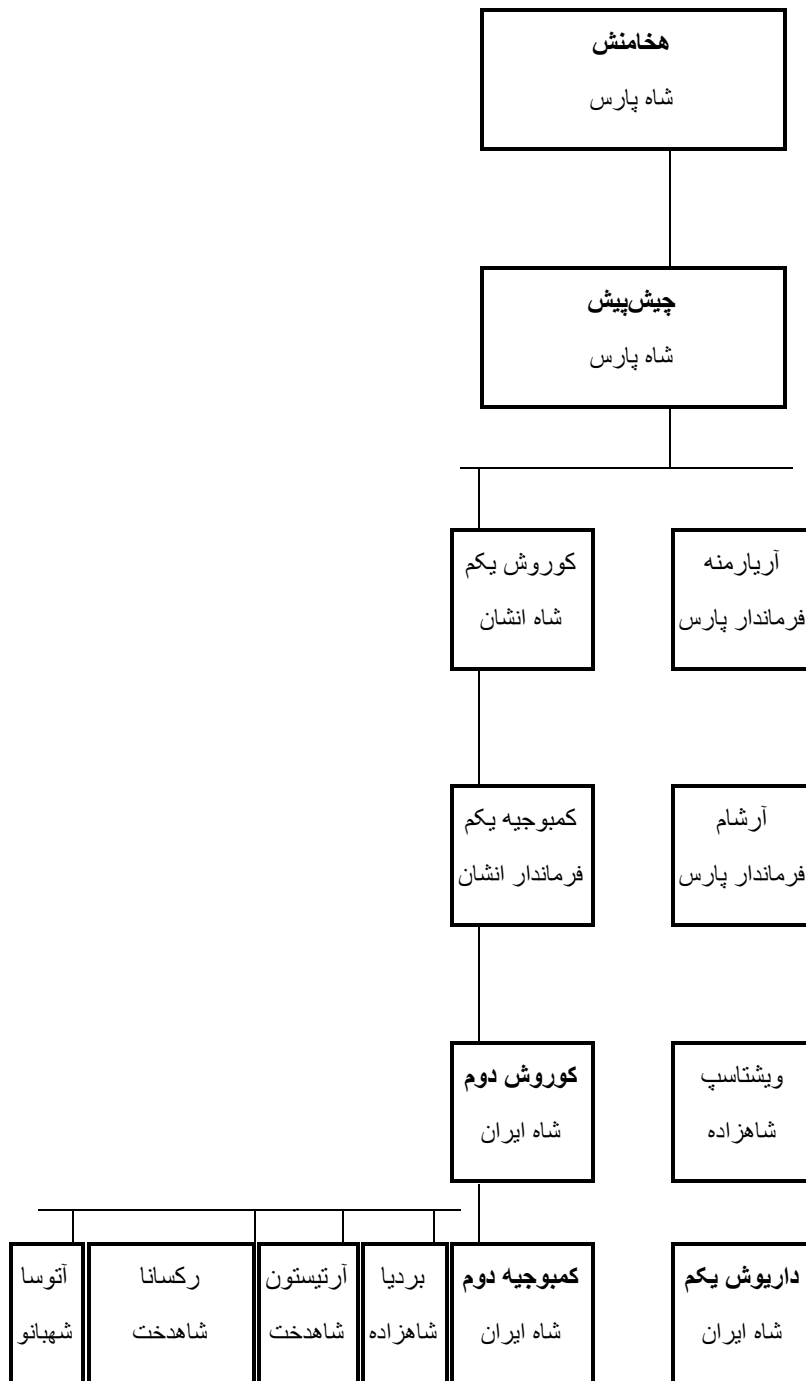 هخامنش
شاه پارس
چیش‌پیش
شاه پارس
آریارمنه
فرماندار پارس
کوروش یکم
شاه انشان
آرشام
فرماندار پارس
کمبوجیه یکم
فرماندار انشان
ویشتاسپ
شاهزاده
کوروش دوم
شاه ایران
داریوش یکم
شاه ایران
کمبوجیه دوم
شاه ایران
بردیا
شاهزاده
آرتیستون
شاهدخت
رکسانا
شاهدخت
آتوسا
شهبانو